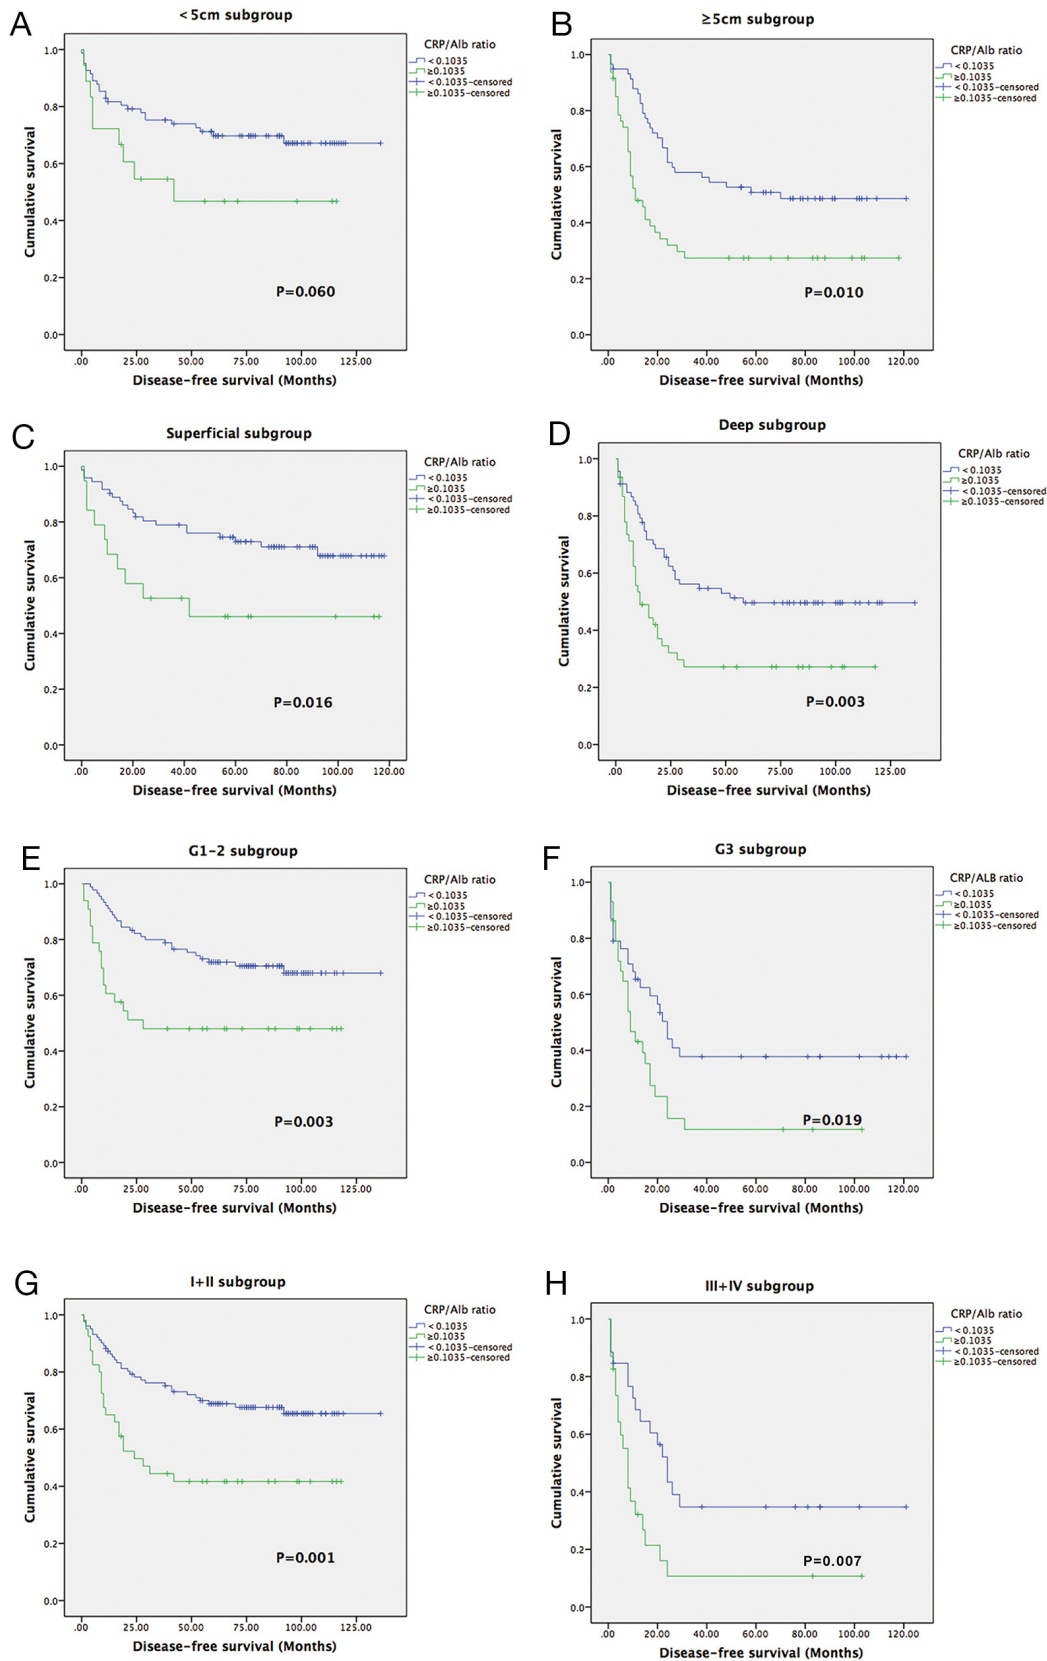 A
<5cm subgroup
CRP/Alb ratio
<0.1035
≥0.1035
<0.1035-censored
≥0.1035-censored
1.0
0.8
0.6
0.4
0.2
0.0
Cumulative survival
P=0.060
.00 25.00 50.00 75.00 100.00 125.00
Disease-free survival (Months)
B
≥5cm subgroup
CRP/Alb ratio
<0.1035
≥0.1035
<0.1035-censored
≥0.1035-censored
1.0
0.8
0.6
0.4
0.2
0.0
Cumulative survival
P=0.010
.00 20.00 40.00 60.00 80.00 100.00 120.00
Disease-free survival (Months)
C
Superficial subgroup
CRP/Alb ratio
<0.1035
≥0.1035
<0.1035-censored
≥0.1035-censored
1.0
0.8
0.6
0.4
0.2
0.0
Cumulative survival
P=0.016
.00 20.00 40.00 60.00 80.00 100.00 120.00
Disease-free survival (Months)
D
Deep subgroup
CRP/Alb ratio
<0.1035
≥0.1035
<0.1035-censored
≥0.1035-censored
1.0
0.8
0.6
0.4
0.2
0.0
Cumulative survival
P=0.003
.00 25.00 50.00 75.00 100.00 125.00
Disease-free survival (Months)
E
G1-2 subgroup
CRP/Alb ratio
<0.1035
≥0.1035
<0.1035-censored
≥0.1035-censored
1.0
0.8
0.6
0.4
0.2
0.0
Cumulative survival
P=0.003
.00 25.00 50.00 75.00 100.00 125.00
Disease-free survival (Months)
F
G3 subgroup
CRP/ALB ratio
<0.1035
≥0.1035
<0.1035-censored
≥0.1035-censored
1.0
0.8
0.6
0.4
0.2
0.0
Cumulative survival
P=0.019
.00 20.00 40.00 60.00 80.00 100.00 120.00
Disease-free survival (Months)
G
I+II subgroup
CRP/Alb ratio
<0.1035
≥0.1035
<0.1035-censored
≥0.1035-censored
1.0
0.8
0.6
0.4
0.2
0.0
Cumulative survival
P=0.001
.00 25.00 50.00 75.00 100.00 125.00
Disease-free survival (Months)
H
III+IV subgroup
CRP/Alb ratio
<0.1035
≥0.1035
<0.1035-censored
≥0.1035-censored
1.0
0.8
0.6
0.4
0.2
0.0
Cumulative survival
P=0.007
.00 20.00 40.00 60.00 80.00 100.00 120.00
Disease-free survival (Months)